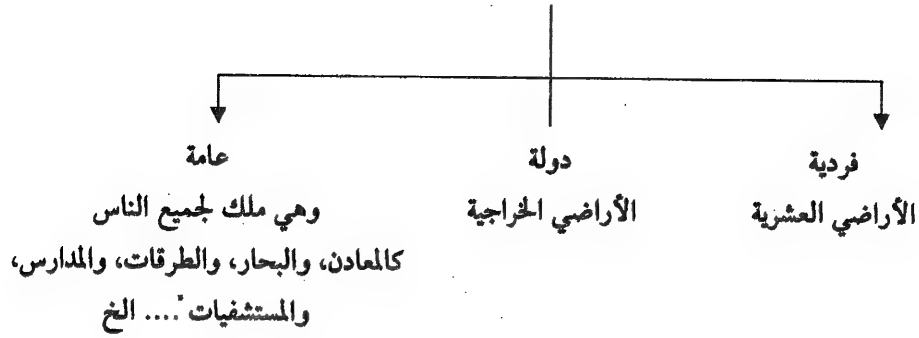 فردية
الأراضي العشرية
دولة
الأراضي الخراجية
عامة
وهي ملك لجميع الناس
كالمعادن، والبحار، والطرقات، والمدارس،
والمستشفيات .... الخ